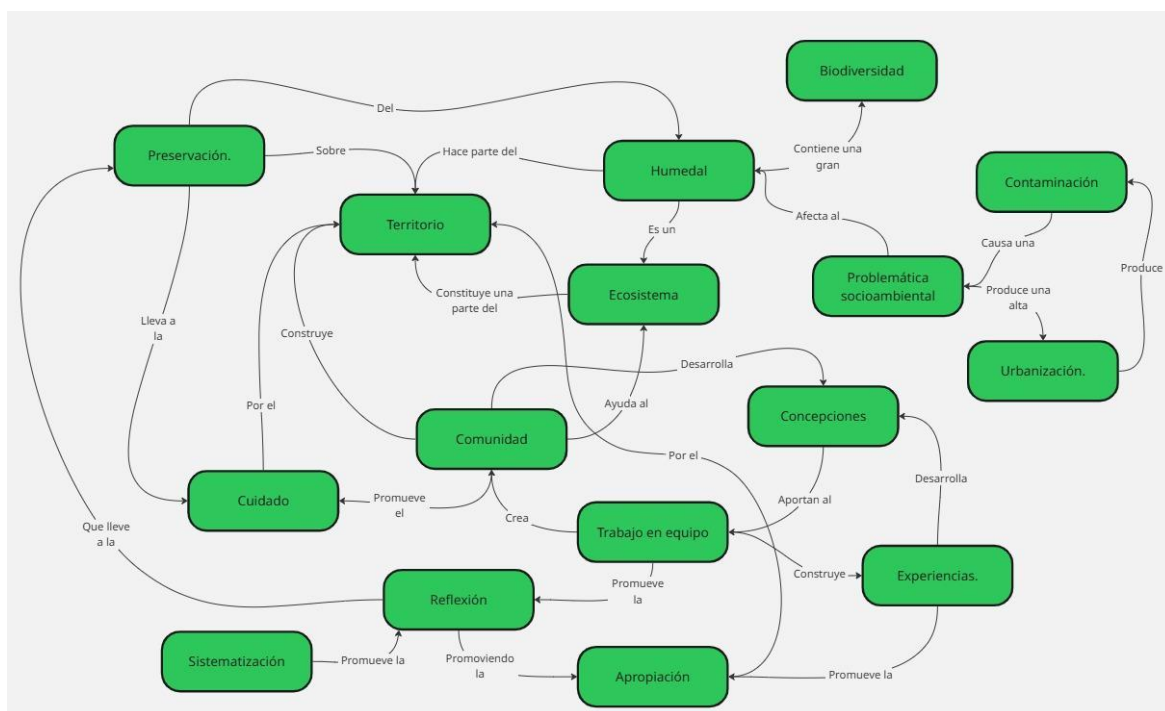 Biodiversidad
Del
Preservación.
Sobre
Hace parte del
Humedal
Contiene una
gran
Contaminación
Territorio
Afecta al
Es un
Causa una
Problemática
socioambiental
Produce
Constituye una
parte del
Ecosistema
Produce una
alta
Lleva a
la
Construye
Urbanización.
Desarrolla
Concepciones
Por el
Ayuda al
Comunidad
Por el
Desarrolla
Cuidado
Promueve
el
Aportan al
Crea
Que lleve
a la
Trabajo en equipo
Construye
Experiencias.
Promueve
la
Reflexión
Sistematización
Promueve la
Promoviendo
la
Apropiación
Promueve la